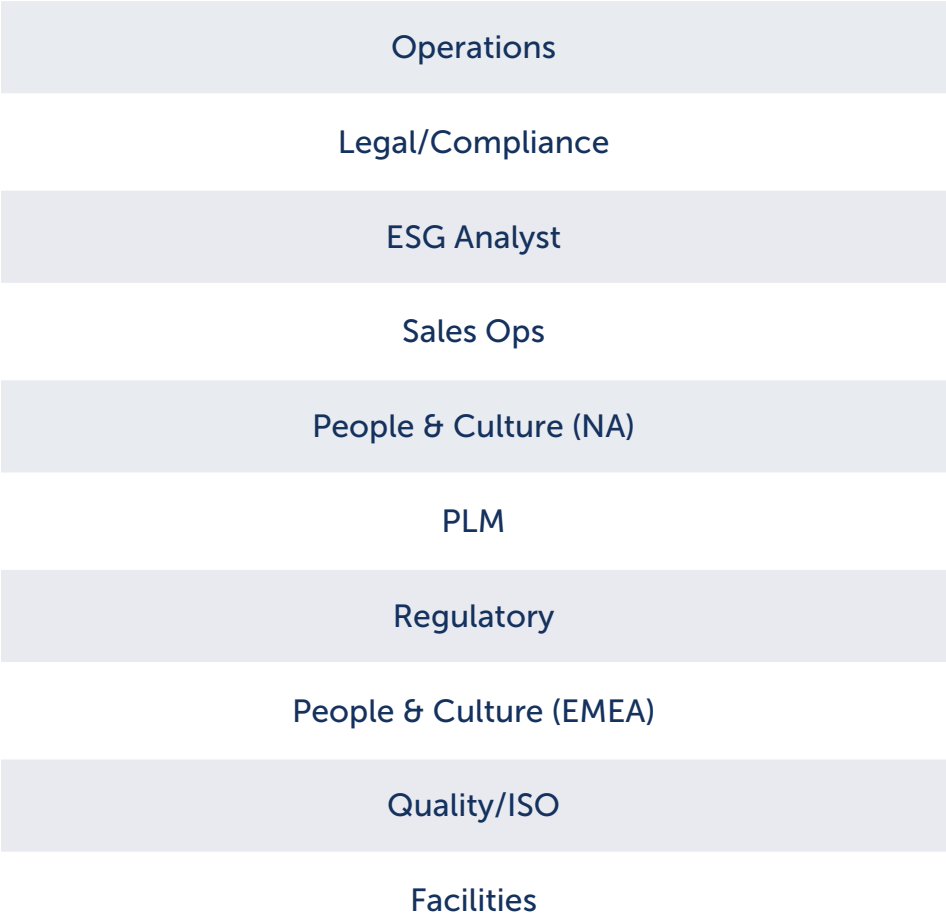 Operations
Legal/Compliance
ESG Analyst
Sales Ops
People & Culture (NA)
PLM
Regulatory
People & Culture (EMEA)
Quality/ISO
Facilities